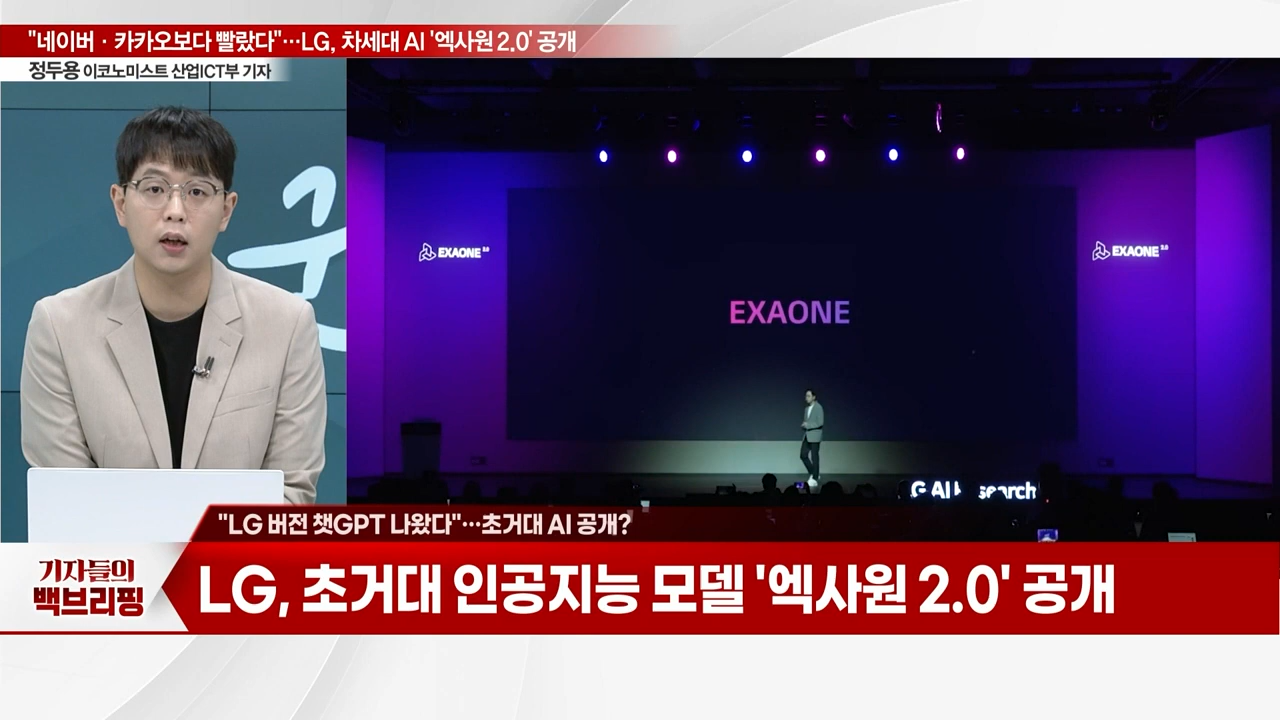 "네이버·카카오보다 빨랐다"…LG, 차세대 AI '엑사원 2.0' 공개
정두용 이코노미스트 산업ICT부 기자
EXAONE 2.0
EXAONE 2.0
EXAONE
"LG 버전 챗GPT 나왔다"…초거대 AI 공개?
기자들의
백브리핑
LG, 초거대 인공지능 모델 '엑사원 2.0' 공개